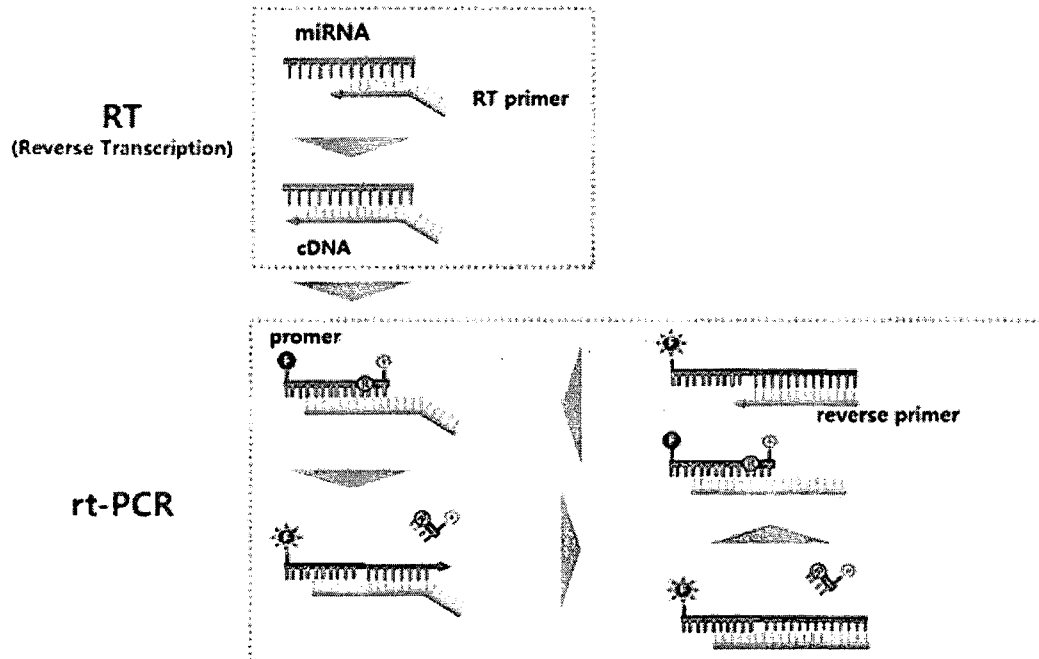 miRNA
RT primer
RT
(Reverse Transcription)
cDNA
promer
F
R
F
reverse primer
F
R
rt-PCR
F
R
F
R